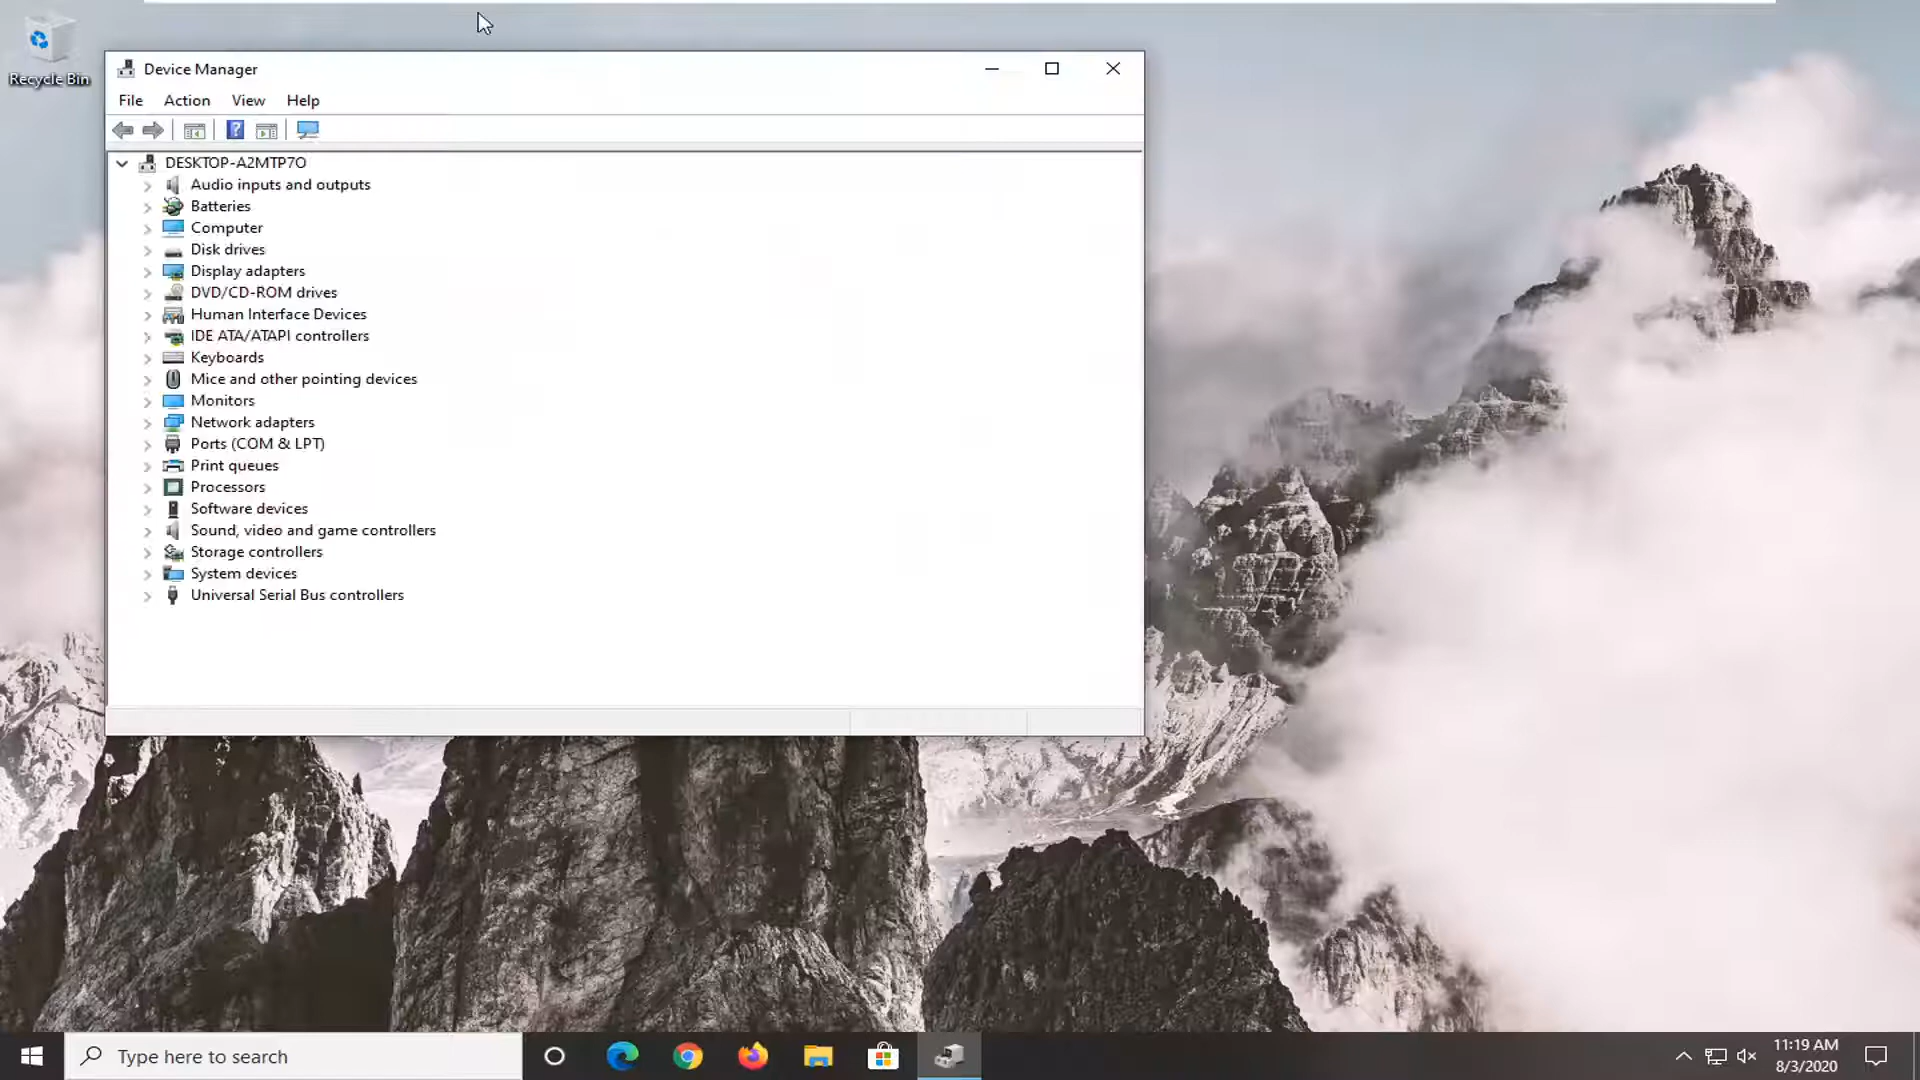 Recycle Bin
Device Manager
File Action View Help
DESKTOP-A2MTP7O
Audio inputs and outputs
Batteries
Computer
Disk drives
Display adapters
DVD/CD-ROM drives
Human Interface Devices
IDE ATA/ATAPI controllers
Keyboards
Mice and other pointing devices
Monitors
Network adapters
Ports (COM & LPT)
Print queues
Processors
Software devices
Sound, video and game controllers
Storage controllers
System devices
Universal Serial Bus controllers
Type here to search
11:19 AM
8/3/2020